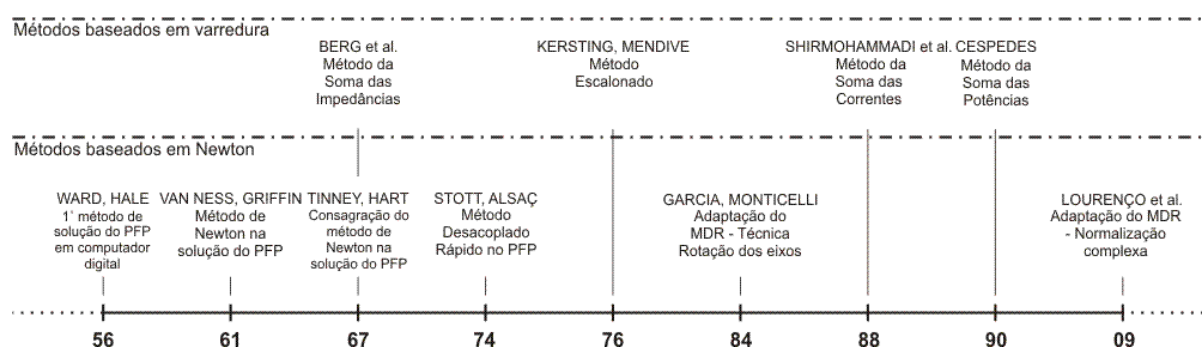 Métodos baseados em varredura
BERG et al.
Método da
Soma das
Impedâncias
KERSTING, MENDIVE
Método
Escalonado
SHIRMOHAMMADI et al.
Método da
Soma das
Correntes
CESPEDES
Método da
Soma das
Potências
Métodos baseados em Newton
WARD, HALE
1` método de
solução do PFP
em computador
digital
VAN NESS, GRIFFIN
Método de
Newton na
solução do PFP
TINNEY, HART
Consagração do
método de
Newton na
solução do PFP
STOTT, ALSAÇ
Método
Desacoplado
Rápido no PFP
GARCIA, MONTICELLI
Adaptação do
MDR - Técnica
Rotação dos eixos
LOURENÇO et al.
Adaptação do MDR
- Normalização
complexa
56 61 67 74 76 84 88 90 09